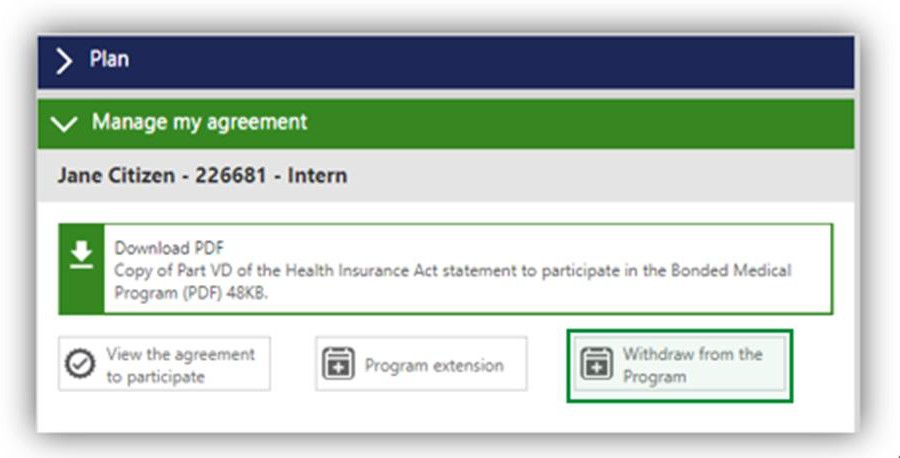 Plan
Manage my agreement
Jane Citizen - 226681 - Intern
Download PDF
Copy of Part VD of the Health Insurance Act statement to participate in the Bonded Medical
Program (PDF) 48KB.
View the agreement
to participate
Program extension
Withdraw from the
Program